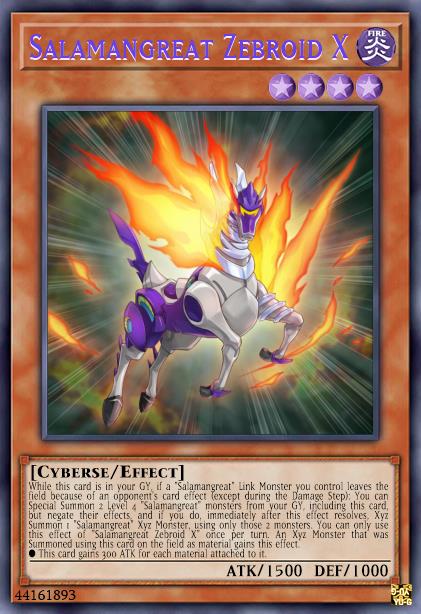 Salamangreat Zebroid X
FIRE
炎
[Cyberse/Effect]
While this card is in your GY, if a "Salamangreat" Link Monster you control leaves the
field because of an opponent's card effect (except during the Damage Step): You can
Special Summon 2 Level 4 "Salamangreat" monsters from your GY, including this card,
but negate their effects, and if you do, immediately after this effect resolves, Xyz
Summon 1 "Salamangreat" Xyz Monster, using only those 2 monsters. You can only use
this effect of "Salamangreat Zebroid X" once per turn. An Xyz Monster that was
Summoned using this card on the field as material gains this effect.
● This card gains 300 ATK for each material attached to it.
ATK/1500 DEF/1000
44161893